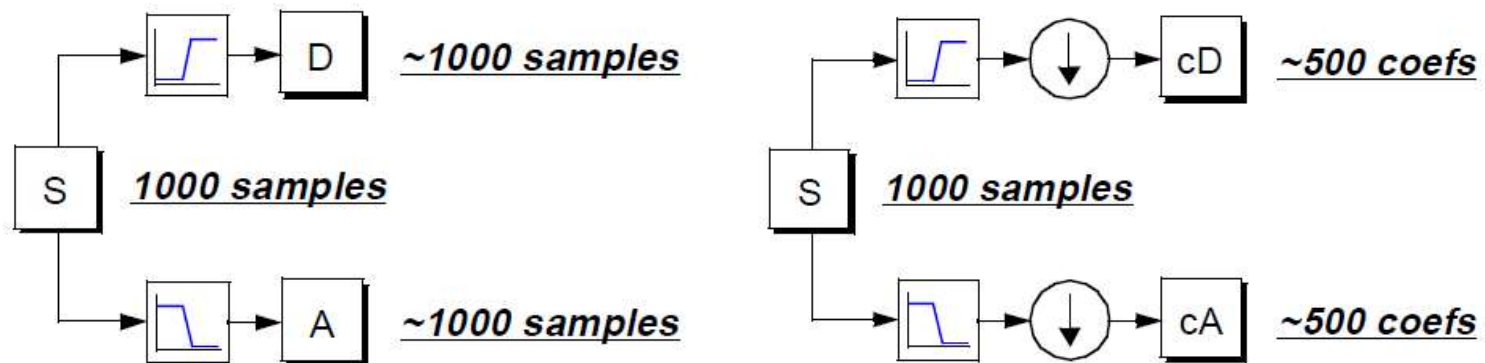 D
~1000 samples
S
1000 samples
A
~1000 samples
cD
~500 coefs
S
1000 samples
cA
~500 coefs